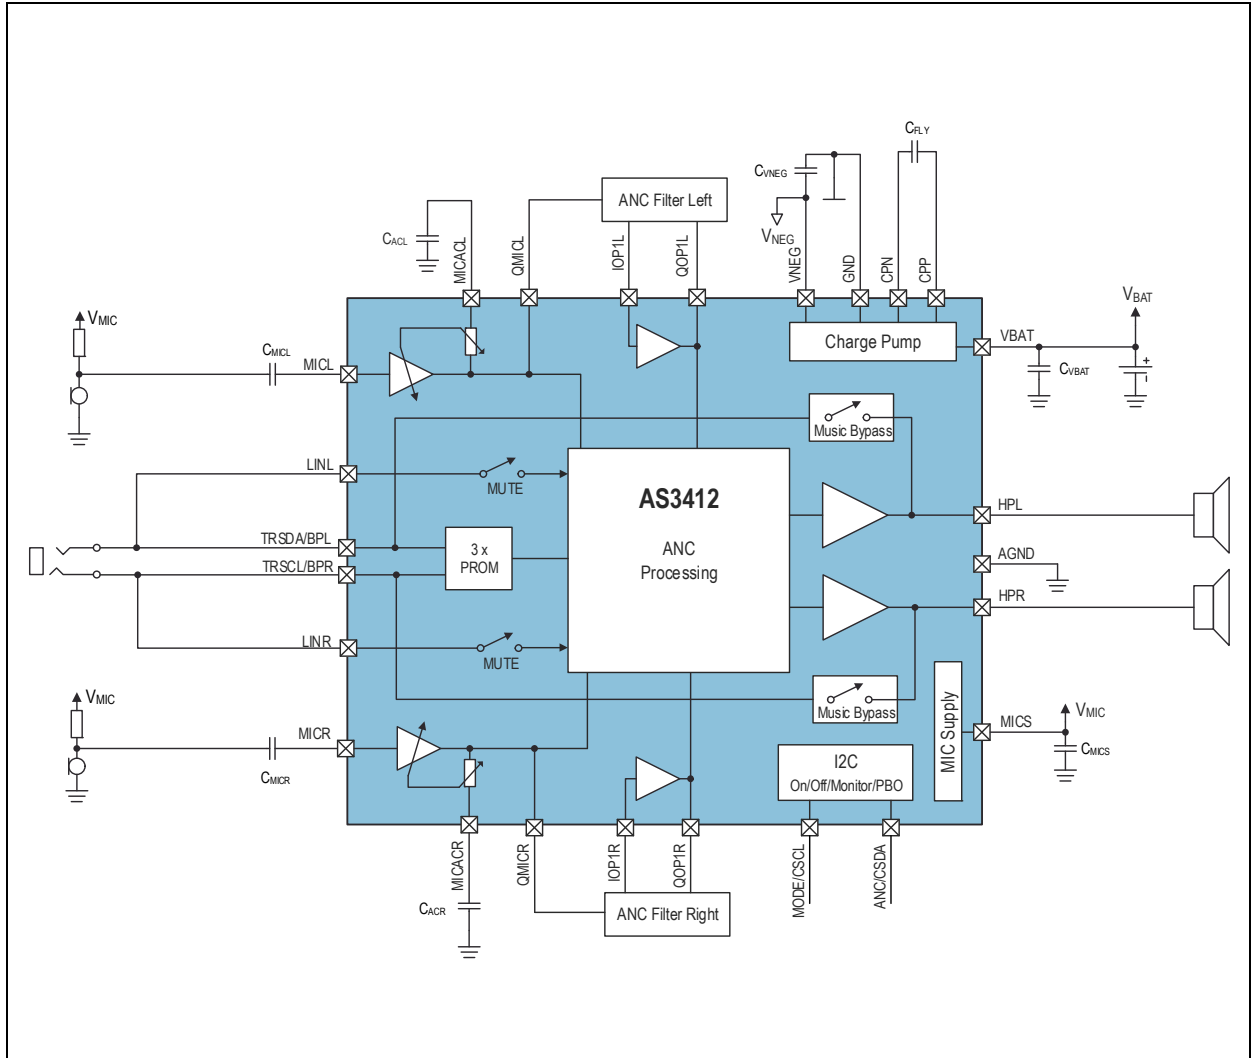 CFLY
CVNEG
ANC Filter Left
VNEG
CACL
MICACL
QMICL
IOP1L
QOP1L
VNEG
GND
CPN
CPP
VBAT
VMIC
Charge Pump
VBAT
CMICL
MICL
CVBAT
+
-
Music Bypass
LINL
MUTE
AS3412
ANC
Processing
HPL
TRSDA/BPL
3 x
PROM
TRSCL/BPR
AGND
HPR
LINR
MUTE
VMIC
Music Bypass
MIC Supply
MICS
VMIC
MICR
CMICR
I2C
On/Off/Monitor/PBO
CMICS
MICACR
QMICR
IOP1R
QOP1R
MODE/CSCL
ANC/CSDA
CACR
ANC Filter Right